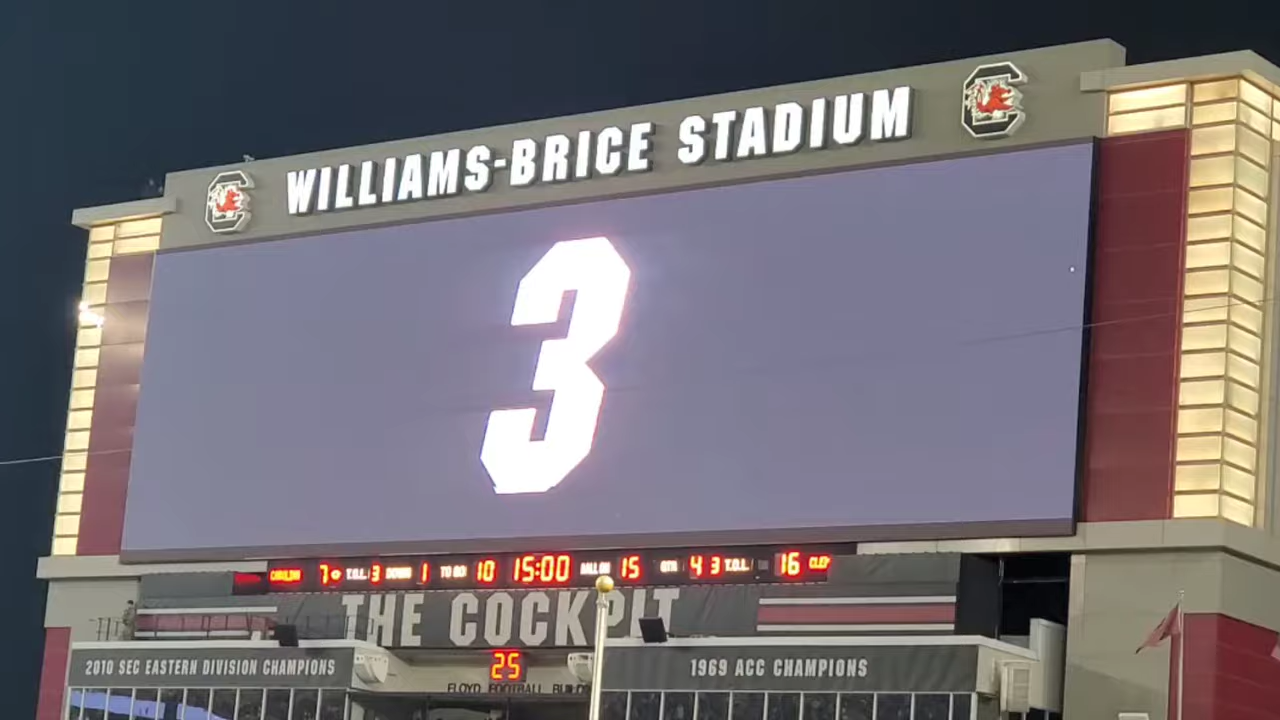 WILLIAMS-BRICE STADIUM
3
CAROLINA 7 T.O.L. 3 DOWN 1 TO GO 10 15:00 BALL ON 15 QTR 4 3 T.O.L. 16 CLEM
THE COCKPIT
25
2010 SEC EASTERN DIVISION CHAMPIONS
1969 ACC CHAMPIONS
FLOYD FOOTBALL